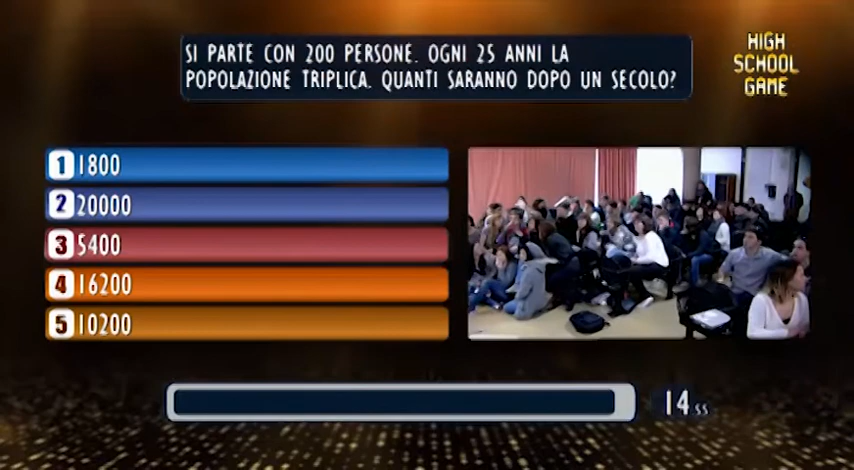 SI PARTE CON 200 PERSONE. OGNI 25 ANNI LA
POPOLAZIONE TRIPLICA. QUANTI SARANNO DOPO UN SECOLO?
HIGH
SCHOOL
GAME
1 1800
2 20000
3 5400
4 16200
5 10200
14.SS